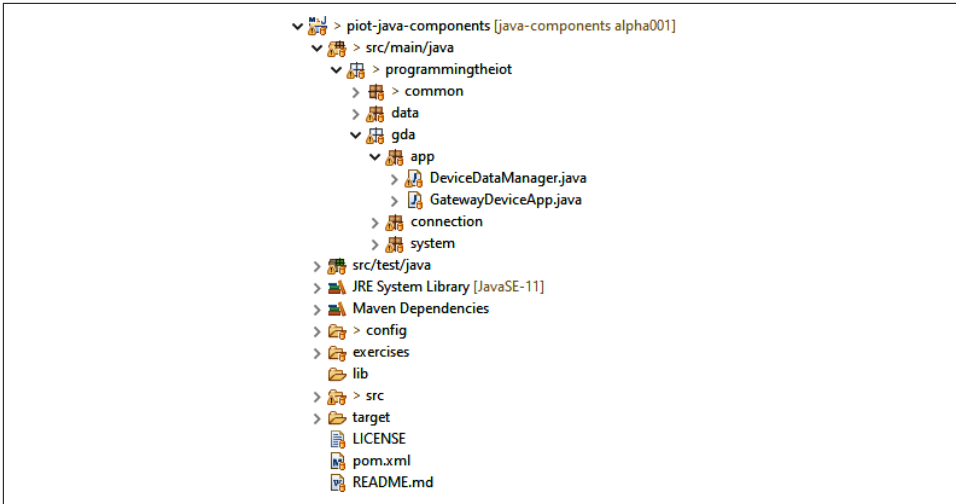 > piot-java-components [java-components alpha001]
> src/main/java
> programmingtheiot
> common
data
gda
app
DeviceDataManager.java
GatewayDeviceApp.java
connection
system
src/test/java
JRE System Library [JavaSE-11]
Maven Dependencies
> config
exercises
lib
> src
target
LICENSE
pom.xml
README.md